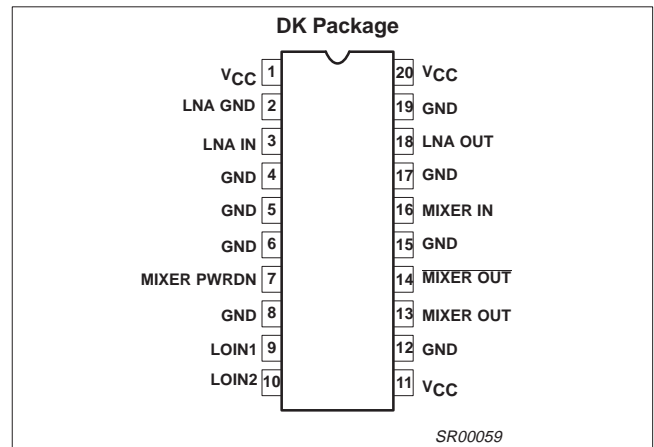 DK Package
VCC 1 20 VCC
LNA GND 2 19 GND
LNA IN 3 18 LNA OUT
GND 4 17 GND
GND 5 16 MIXER IN
GND 6 15 GND
MIXER PWRDN 7 14 MIXER OUT
GND 8 13 MIXER OUT
LOIN1 9 12 GND
LOIN2 10 11 VCC
SR00059